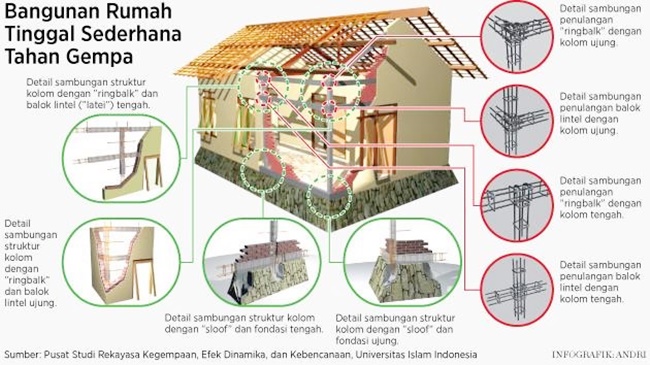 Bangunan Rumah
Tinggal Sederhana
Tahan Gempa
Detail sambungan struktur
kolom dengan "ringbalk" dan
balok lintel ("latei") tengah.
Detail
sambungan
struktur
kolom
dengan
"ringbalk"
dan balok
lintel ujung.
Detail sambungan struktur kolom
dengan "sloof" dan fondasi tengah.
Detail sambungan struktur
kolom dengan "sloof" dan
fondasi ujung.
Detail sambungan
penulangan
"ringbalk" dengan
kolom ujung.
Detail sambungan
penulangan balok
lintel dengan
kolom ujung.
Detail sambungan
penulangan
"ringbalk" dengan
kolom tengah.
Detail sambungan
penulangan balok
lintel dengan
kolom tengah.
Sumber: Pusat Studi Rekayasa Kegempaan, Efek Dinamika, dan Kebencanaan, Universitas Islam Indonesia
INFOGRAFIK: ANDRI